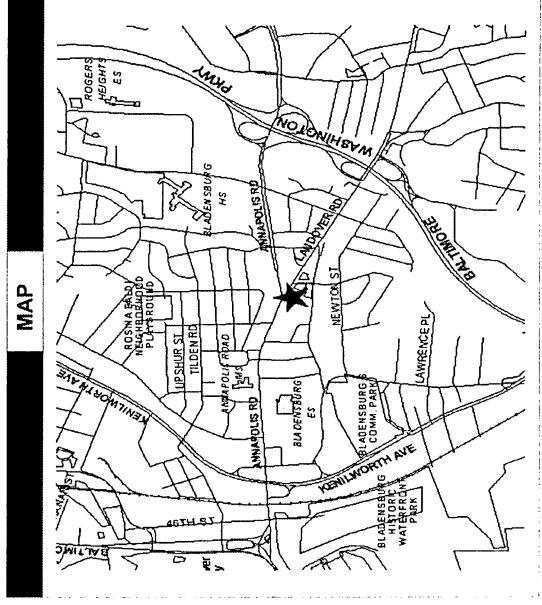 MAP
ROGERS
HEIGHTS
ES
PKWY
WASHINGTON
BALTIMORE
BLADENSBURG
HS
ANNAPOLIS RD
LANDOVER RD
ROSINA BALDI
NEIGHBORHOOD
PLAYGROUND
UPSHUR ST
TILDEN RD
ANNAPOLIS ROAD
MS
KENILWORTH AVE
ANNAPOLIS RD
BLADENSBURG
ES
NEWTON ST
BLADENSBURG S
COMM. PARK
LAWRENCE PL
KENILWORTH AVE
46TH ST
BLADENSBURG
HISTORIC
WATERFRONT
PARK